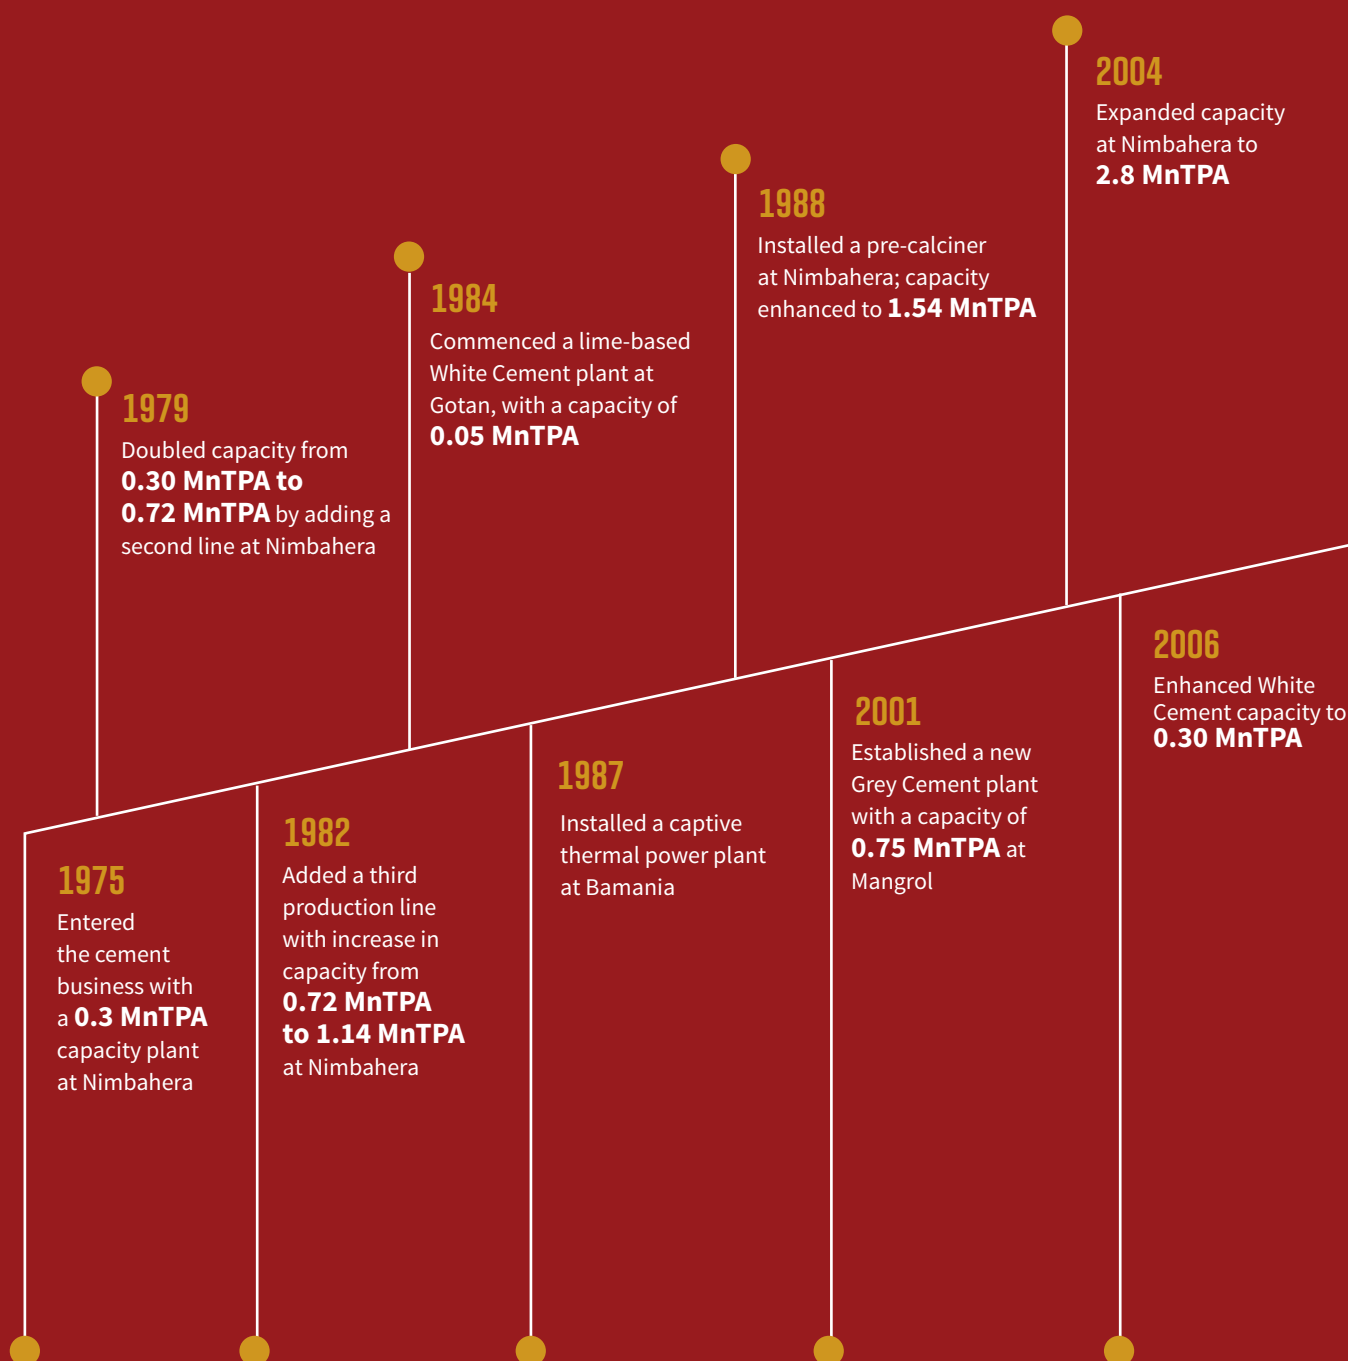 2004
Expanded capacity
at Nimbahera to
2.8 MnTPA
1988
Installed a pre-calciner
at Nimbahera; capacity
enhanced to 1.54 MnTPA
1984
Commenced a lime-based
White Cement plant at
Gotan, with a capacity of
0.05 MnTPA
1979
Doubled capacity from
0.30 MnTPA to
0.72 MnTPA by adding a
second line at Nimbahera
2006
Enhanced White
Cement capacity to
0.30 MnTPA
2001
Established a new
Grey Cement plant
with a capacity of
0.75 MnTPA at
Mangrol
1987
Installed a captive
thermal power plant
at Bamania
1982
Added a third
production line
with increase in
capacity from
0.72 MnTPA
to 1.14 MnTPA
at Nimbahera
1975
Entered
the cement
business with
a 0.3 MnTPA
capacity plant
at Nimbahera